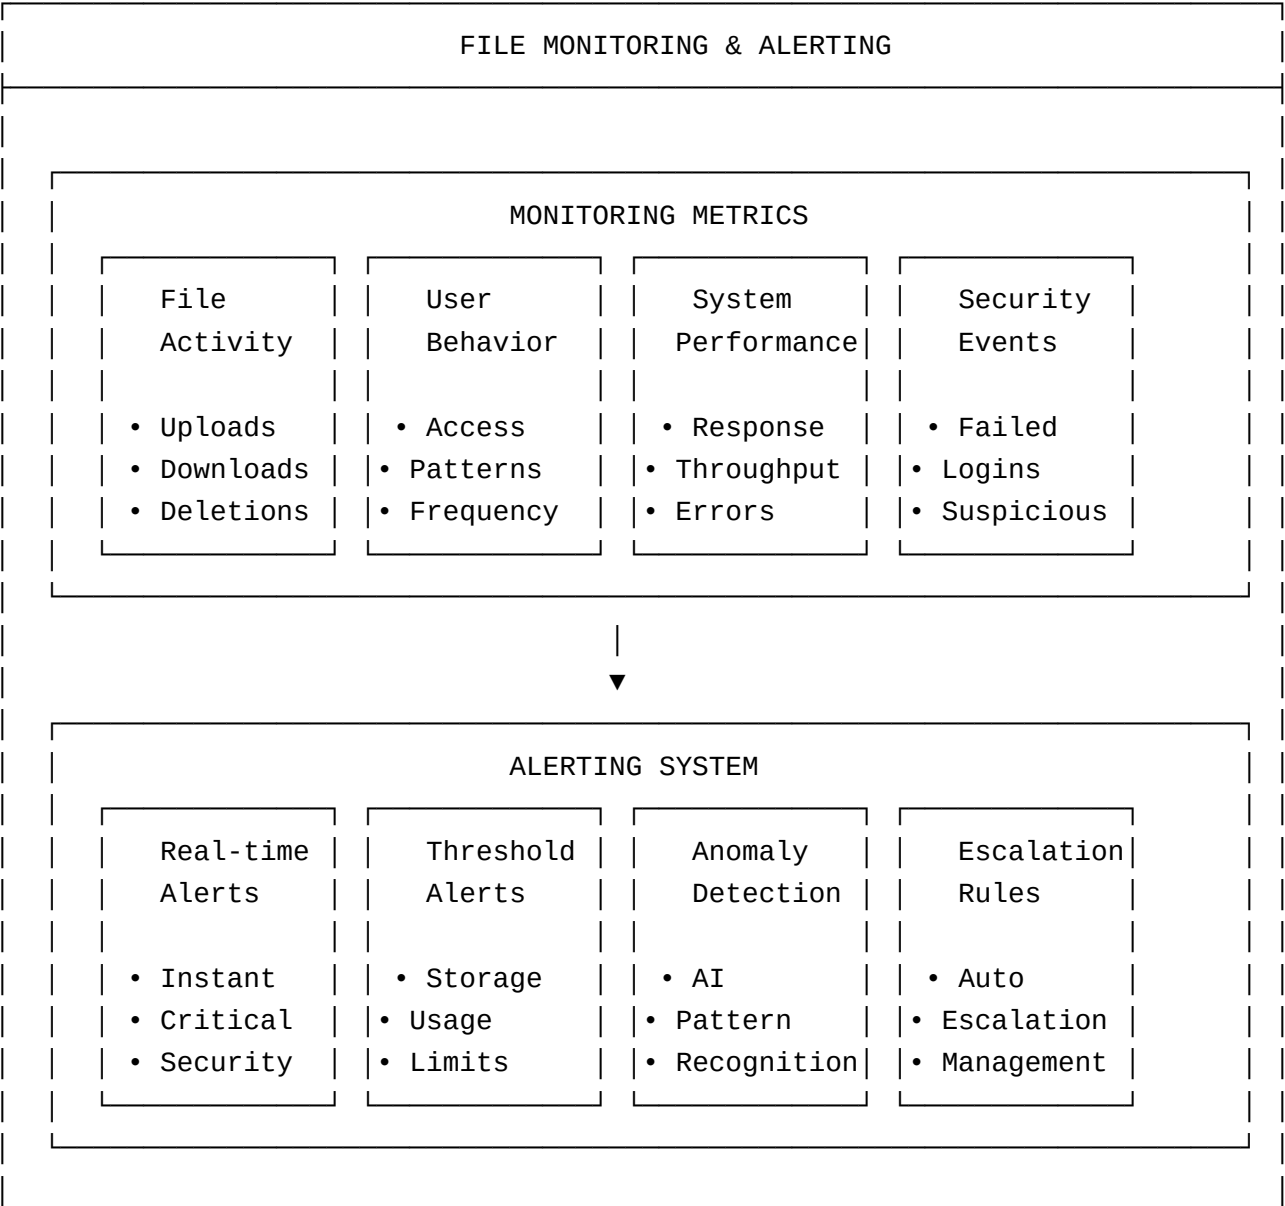 FILE MONITORING & ALERTING
MONITORING METRICS
File User System Security
Activity Behavior Performance Events
• Uploads • Access • Response • Failed
• Downloads • Patterns • Throughput • Logins
• Deletions • Frequency • Errors • Suspicious
ALERTING SYSTEM
Real-time Threshold Anomaly Escalation
Alerts Alerts Detection Rules
• Instant • Storage • AI • Auto
• Critical • Usage • Pattern • Escalation
• Security • Limits • Recognition • Management